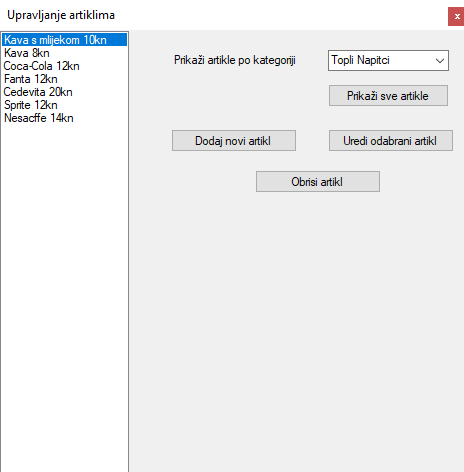 Upravljanje artiklima
x
Kava s mlijekom 10kn
Kava 8kn
Coca-Cola 12kn
Fanta 12kn
Cedevita 20kn
Sprite 12kn
Nesacffe 14kn
Prikaži artikle po kategoriji
Topli Napitci
Prikaži sve artikle
Dodaj novi artikl
Uredi odabrani artikl
Obrisi artikl